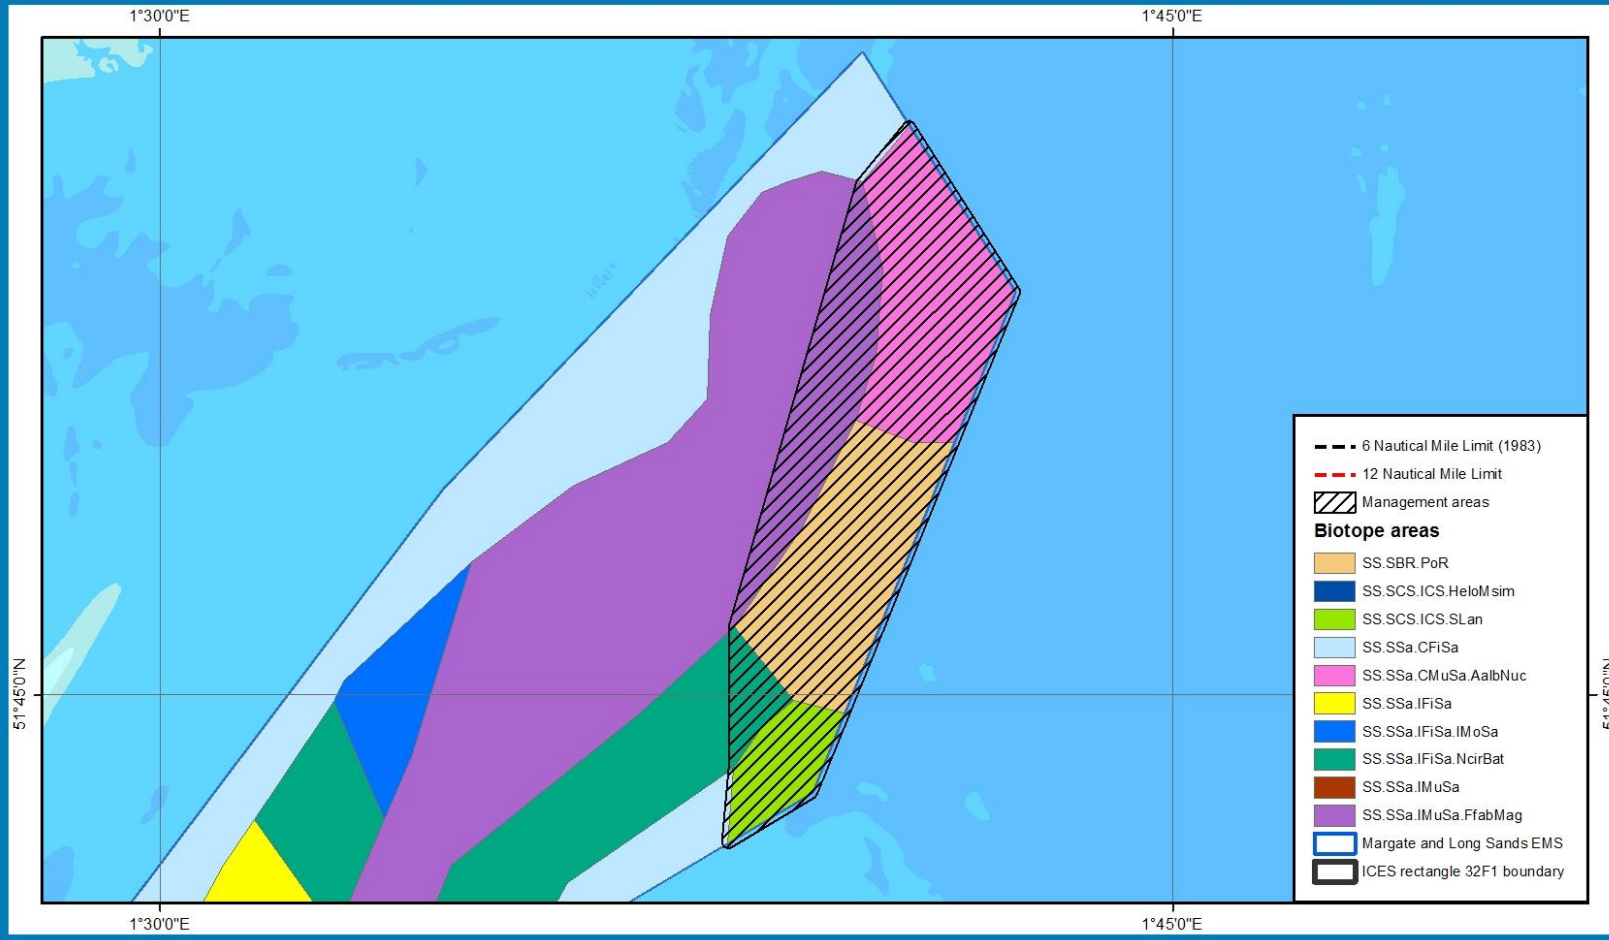 1°30'0"E
1°45'0"E
51°45'0"N
6 Nautical Mile Limit (1983)
12 Nautical Mile Limit
Management areas
Biotope areas
SS.SBR.PoR
SS.SCS.ICS.HeloMsim
SS.SCS.ICS.SLan
SS.SSa.CFiSa
SS.SSa.CMuSa.AalbNuc
SS.SSa.IFiSa
SS.SSa.IFiSa.IMoSa
SS.SSa.IFiSa.NcirBat
SS.SSa.IMuSa
SS.SSa.IMuSa.FfabMag
Margate and Long Sands EMS
ICES rectangle 32F1 boundary
1°30'0"E
1°45'0"E